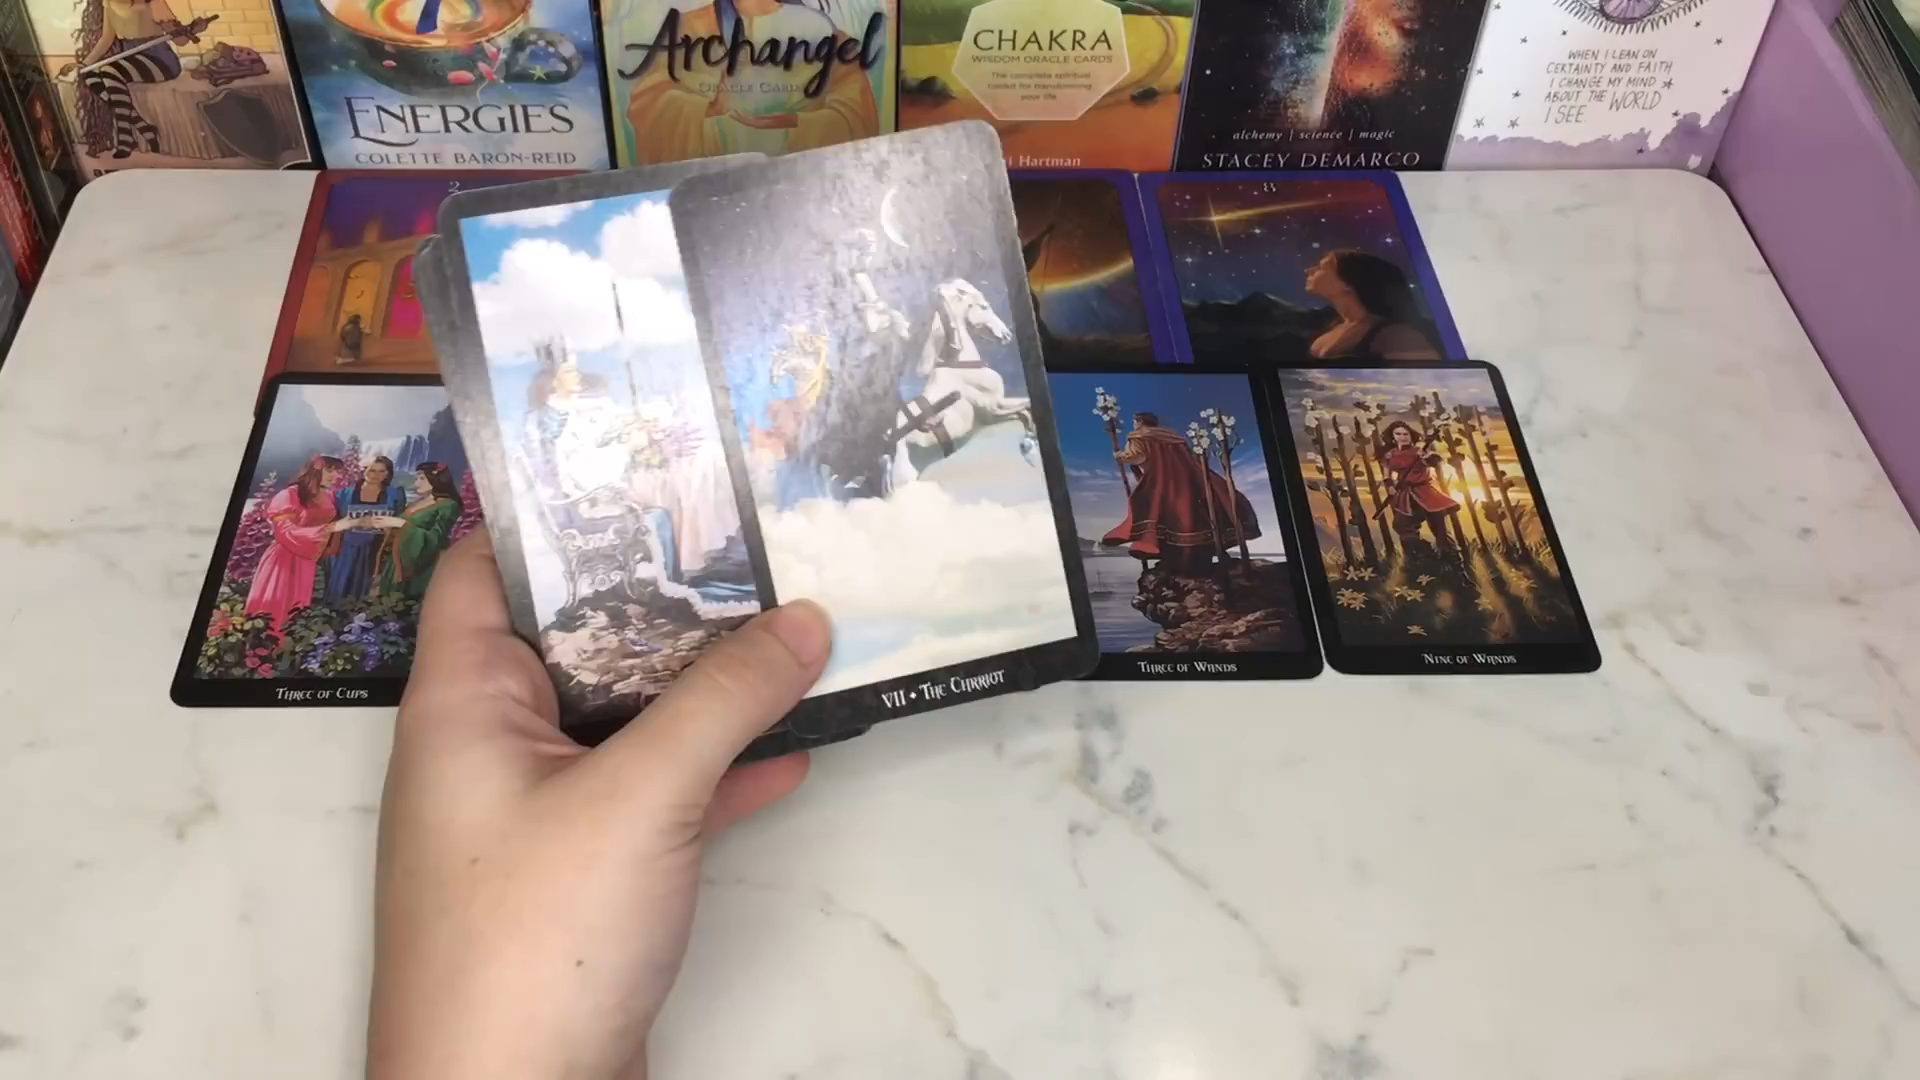 ENERGIES
COLETTE BARON-REID
Archangel
ORACLE CARDS
CHAKRA
WISDOM ORACLE CARDS
The complete spiritual
toolkit for transforming
your life
Hartman
alchemy | science | magic
STACEY DEMARCO
WHEN I LEAN ON
CERTAINTY AND FAITH
I CHANGE MY MIND
ABOUT THE WORLD
I SEE.
2
8
THREE OF CUPS
VII • THE CHARIOT
THREE OF WANDS
NINE OF WANDS